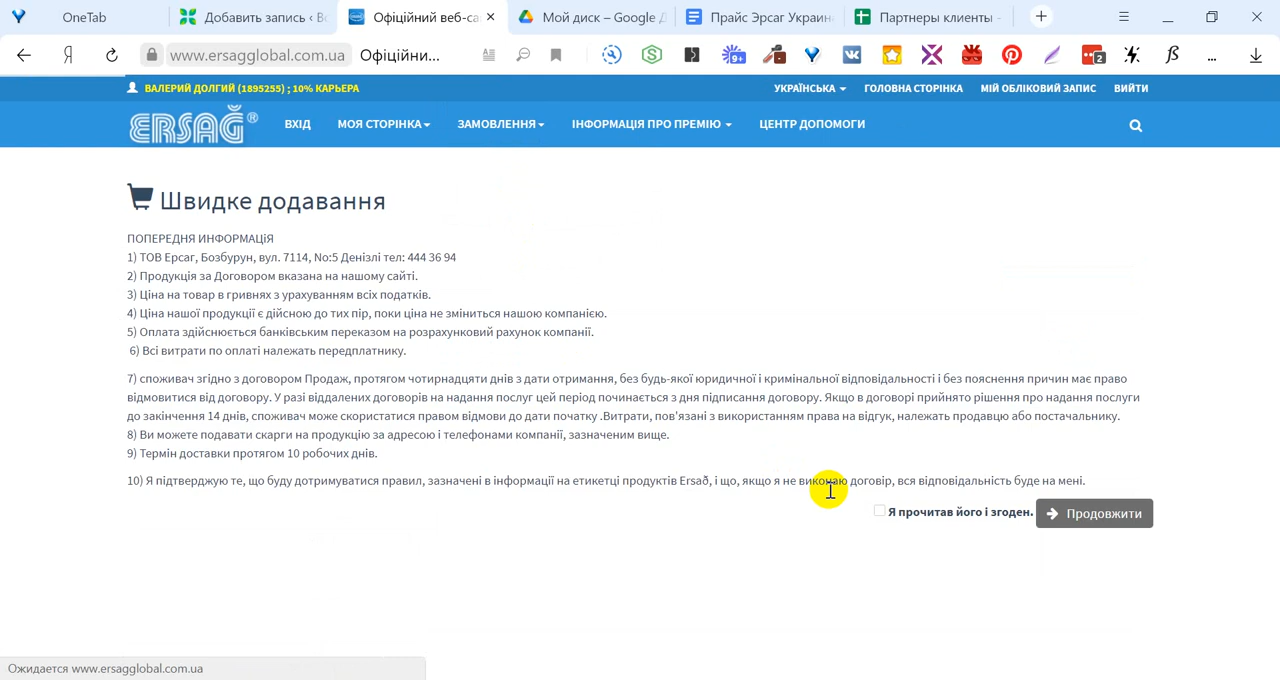 OneTab
Добавить запись ‹ Вс
Офіційний веб-са
Мой диск – Google Д
Прайс Эрсаг Украина
Партнеры клиенты -
www.ersagglobal.com.ua
Офіційни...
9+
2
ВАЛЕРИЙ ДОЛГИЙ (1895255) ; 10% КАРЬЕРА
УКРАЇНСЬКА
ГОЛОВНА СТОРІНКА
МІЙ ОБЛІКОВИЙ ЗАПИС
ВИЙТИ
ERSAĞ®
ВХІД
МОЯ СТОРІНКА
ЗАМОВЛЕННЯ
ІНФОРМАЦІЯ ПРО ПРЕМІЮ
ЦЕНТР ДОПОМОГИ
Швидке додавання
ПОПЕРЕДНЯ ИНФОРМАЦіЯ
1) ТОВ Ерсаг, Бозбурун, вул. 7114, No:5 Денізлі тел: 444 36 94
2) Продукція за Договором вказана на нашому сайті.
3) Ціна на товар в гривнях з урахуванням всіх податків.
4) Ціна нашої продукції є дійсною до тих пір, поки ціна не зміниться нашою компанією.
5) Оплата здійснюється банківським переказом на розрахунковий рахунок компанії.
6) Всі витрати по оплаті належать передплатнику.
7) споживач згідно з договором Продаж, протягом чотирнадцяти днів з дати отримання, без будь-якої юридичної і кримінальної відповідальності і без пояснення причин має право
відмовитися від договору. У разі віддалених договорів на надання послуг цей період починається з дня підписання договору. Якщо в договорі прийнято рішення про надання послуги
до закінчення 14 днів, споживач може скористатися правом відмови до дати початку .Витрати, пов'язані з використанням права на відгук, належать продавцю або постачальнику.
8) Ви можете подавати скарги на продукцію за адресою і телефонами компанії, зазначеним вище.
9) Термін доставки протягом 10 робочих днів.
10) Я підтверджую те, що буду дотримуватися правил, зазначені в інформації на етикетці продуктів Ersað, і що, якщо я не виконаю договір, вся відповідальність буде на мені.
Я прочитав його і згоден.
Продовжити
Ожидается www.ersagglobal.com.ua